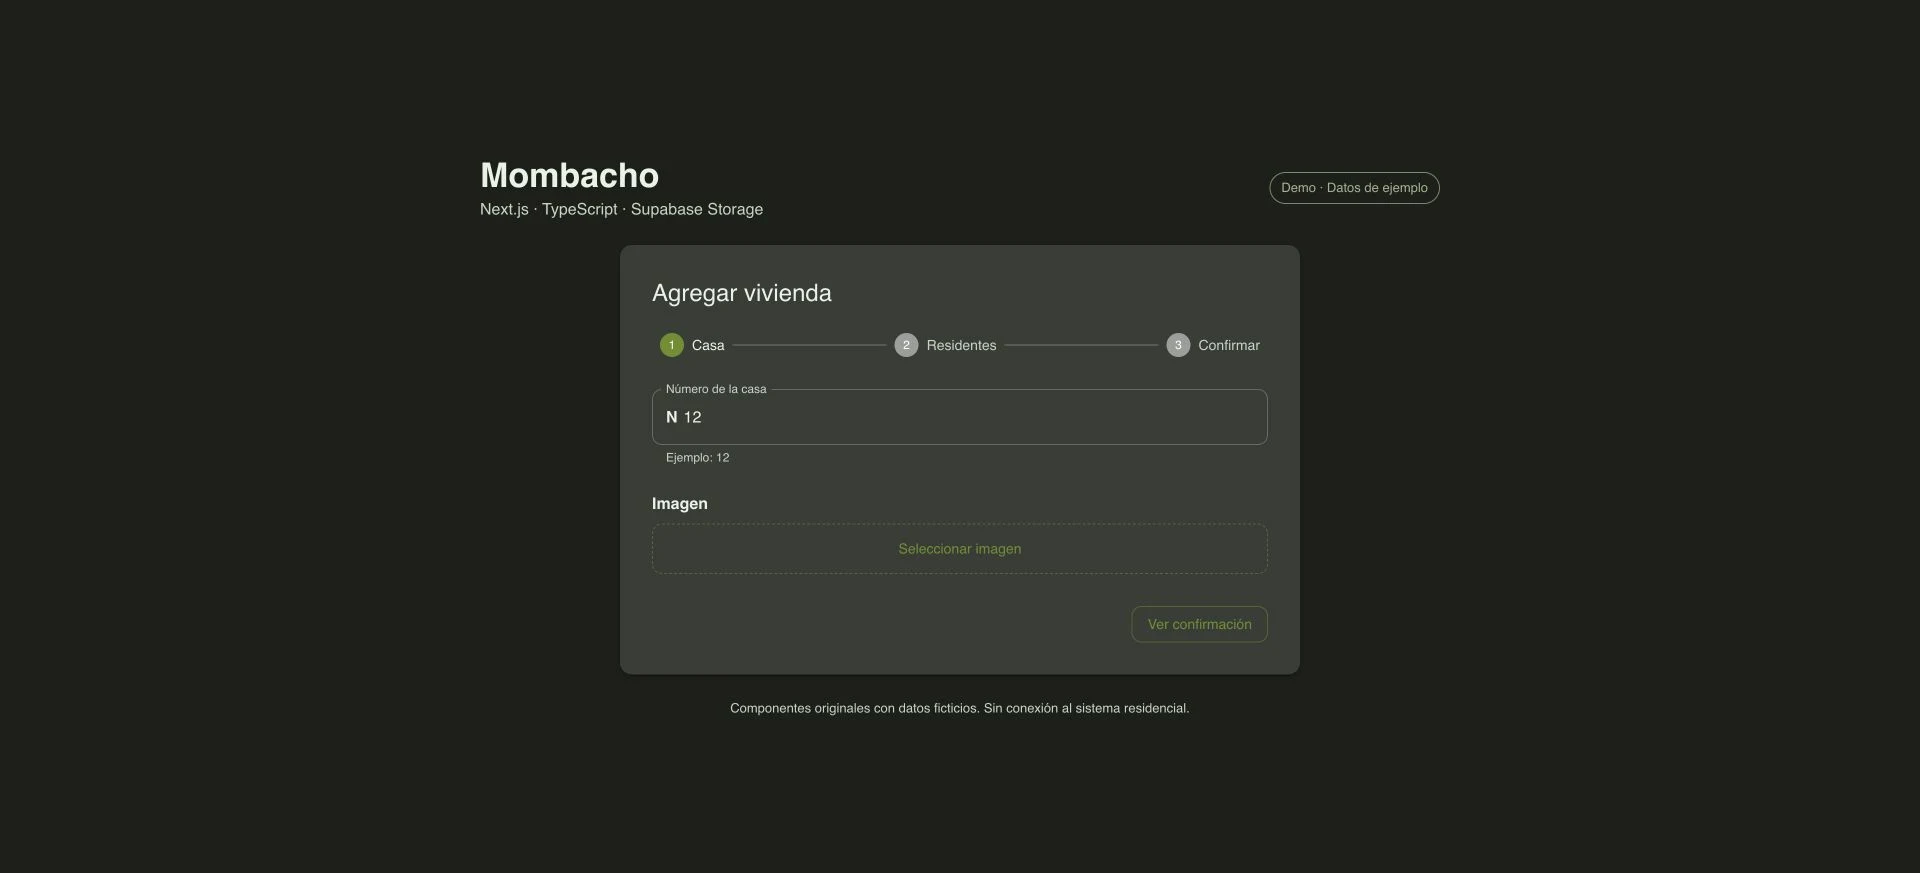 Mombacho
Next.js · TypeScript · Supabase Storage
Demo · Datos de ejemplo
Agregar vivienda
1 Casa 2 Residentes 3 Confirmar
Número de la casa
N 12
Ejemplo: 12
Imagen
Seleccionar imagen
Ver confirmación
Componentes originales con datos ficticios. Sin conexión al sistema residencial.